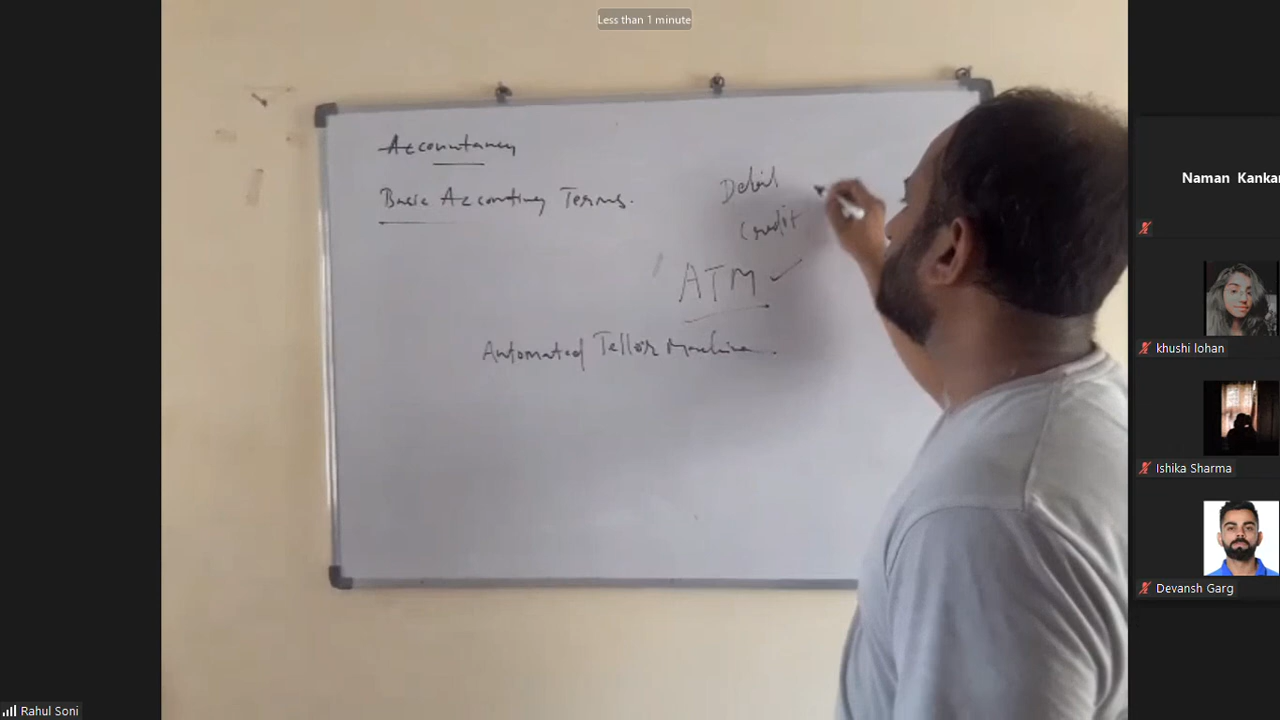 Less than 1 minute
Accountancy
Basic Accounting Terms.
Debit
Credit
ATM
Automated Teller Machine.
Naman Kankar
khushi lohan
Ishika Sharma
Devansh Garg
Rahul Soni